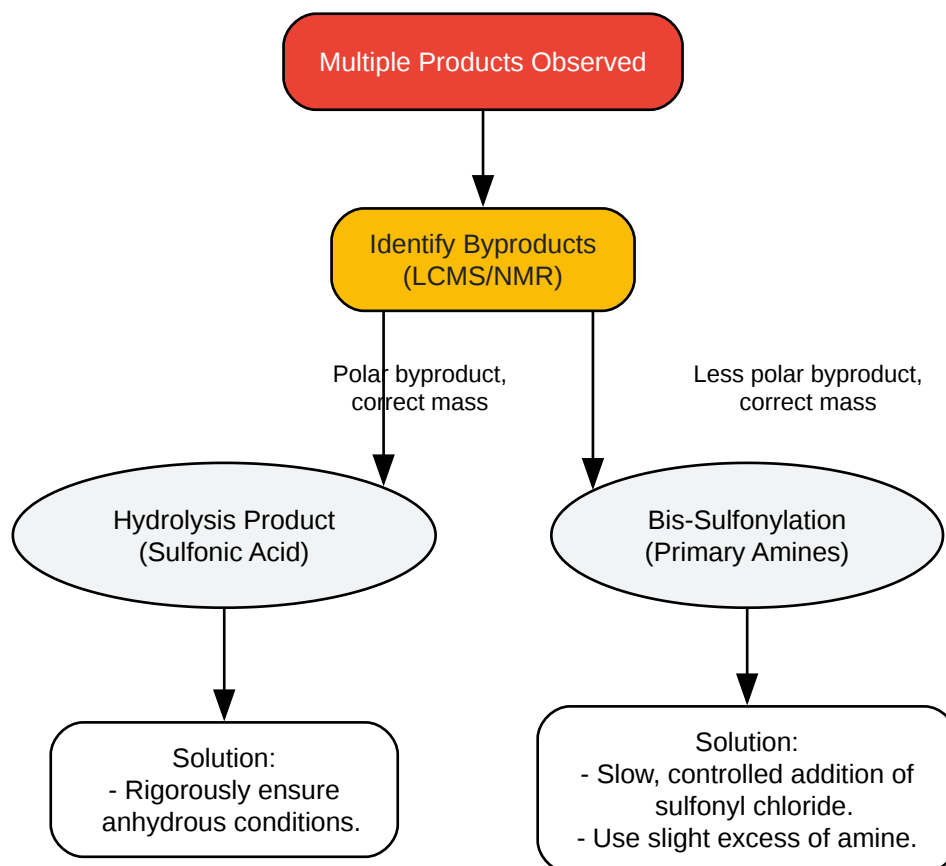 Multiple Products Observed
Identify Byproducts
(LCMS/NMR)
Polar byproduct,
correct mass
Less polar byproduct,
correct mass
Hydrolysis Product
(Sulfonic Acid)
Bis-Sulfonylation
(Primary Amines)
Solution:
- Rigorously ensure
anhydrous conditions.
Solution:
- Slow, controlled addition of
sulfonyl chloride.
- Use slight excess of amine.